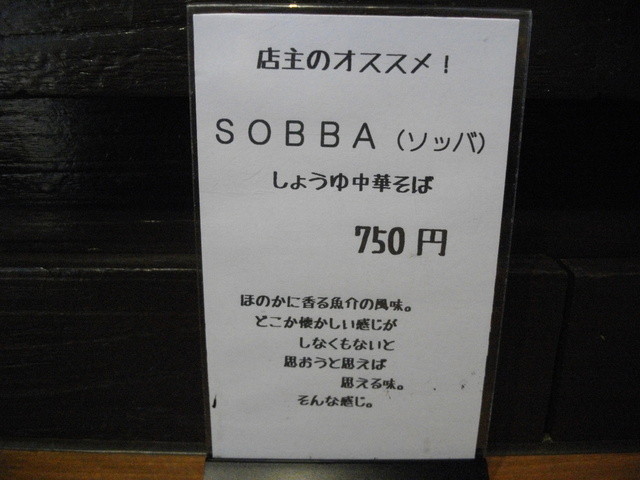 店主のオススメ！
ＳＯＢＢＡ（ソッバ）
しょうゆ中華そば
750 円
ほのかに香る魚介の風味。
どこか懐かしい感じが
しなくもないと
思おうと思えば
思える味。
そんな感じ。